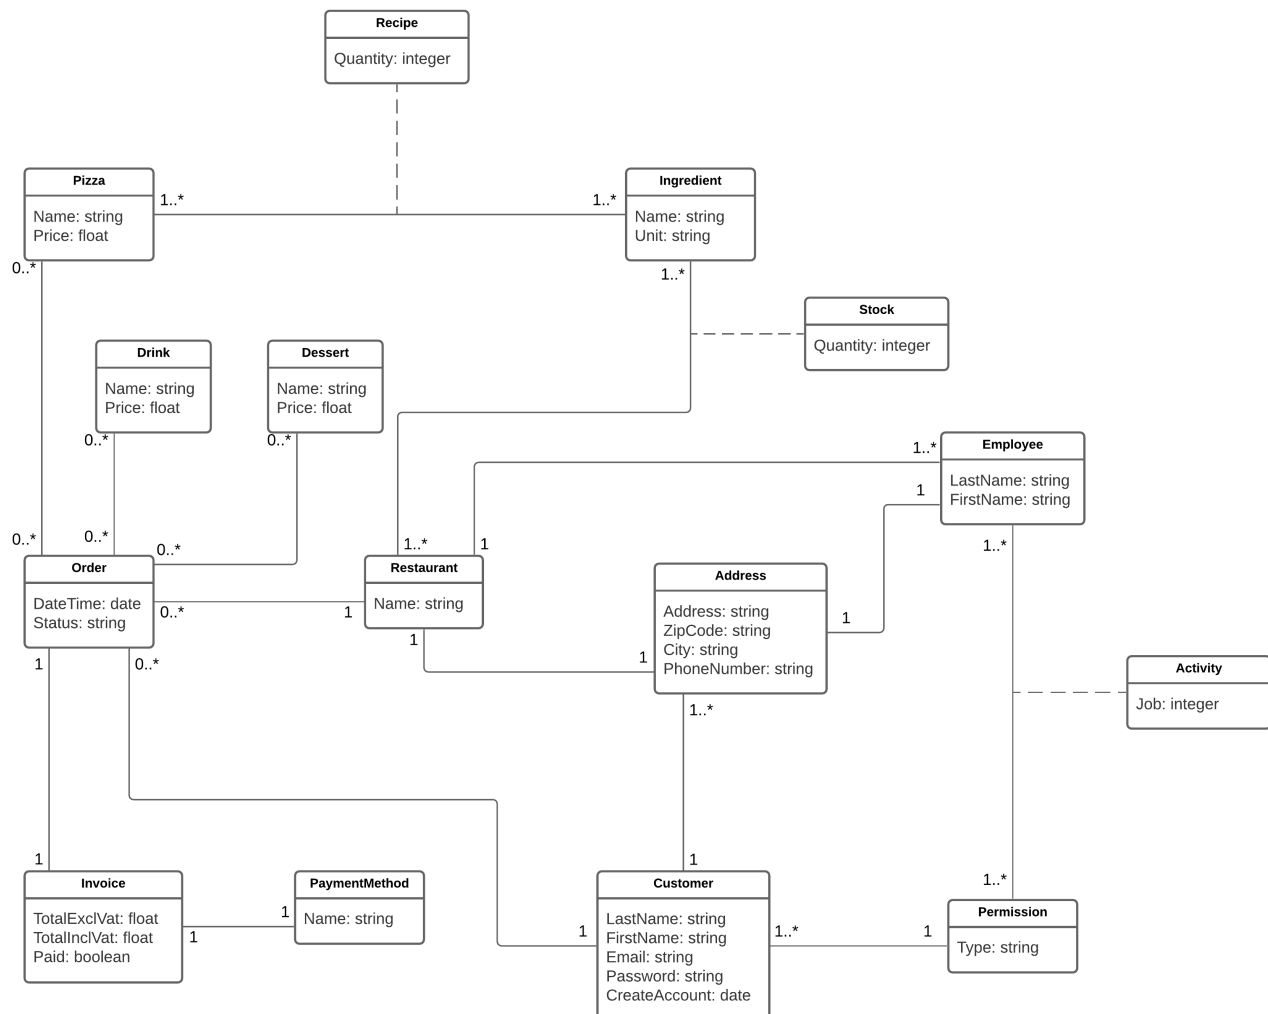 Recipe
Quantity: integer
Pizza
Name: string
Price: float
1..*
1..*
Ingredient
Name: string
Unit: string
0..*
1..*
Stock
Quantity: integer
Drink
Name: string
Price: float
0..*
Dessert
Name: string
Price: float
0..*
Employee
LastName: string
FirstName: string
1..*
1
1..*
0..*
0..*
0..*
1..*
1
Order
DateTime: date
Status: string
0..*
1
Restaurant
Name: string
1
Address
Address: string
ZipCode: string
City: string
PhoneNumber: string
1
1
1..*
1
0..*
Activity
Job: integer
1
1
1..*
Invoice
TotalExclVat: float
TotalInclVat: float
Paid: boolean
1
1
PaymentMethod
Name: string
1
Customer
LastName: string
FirstName: string
Email: string
Password: string
CreateAccount: date
1..*
1
Permission
Type: string